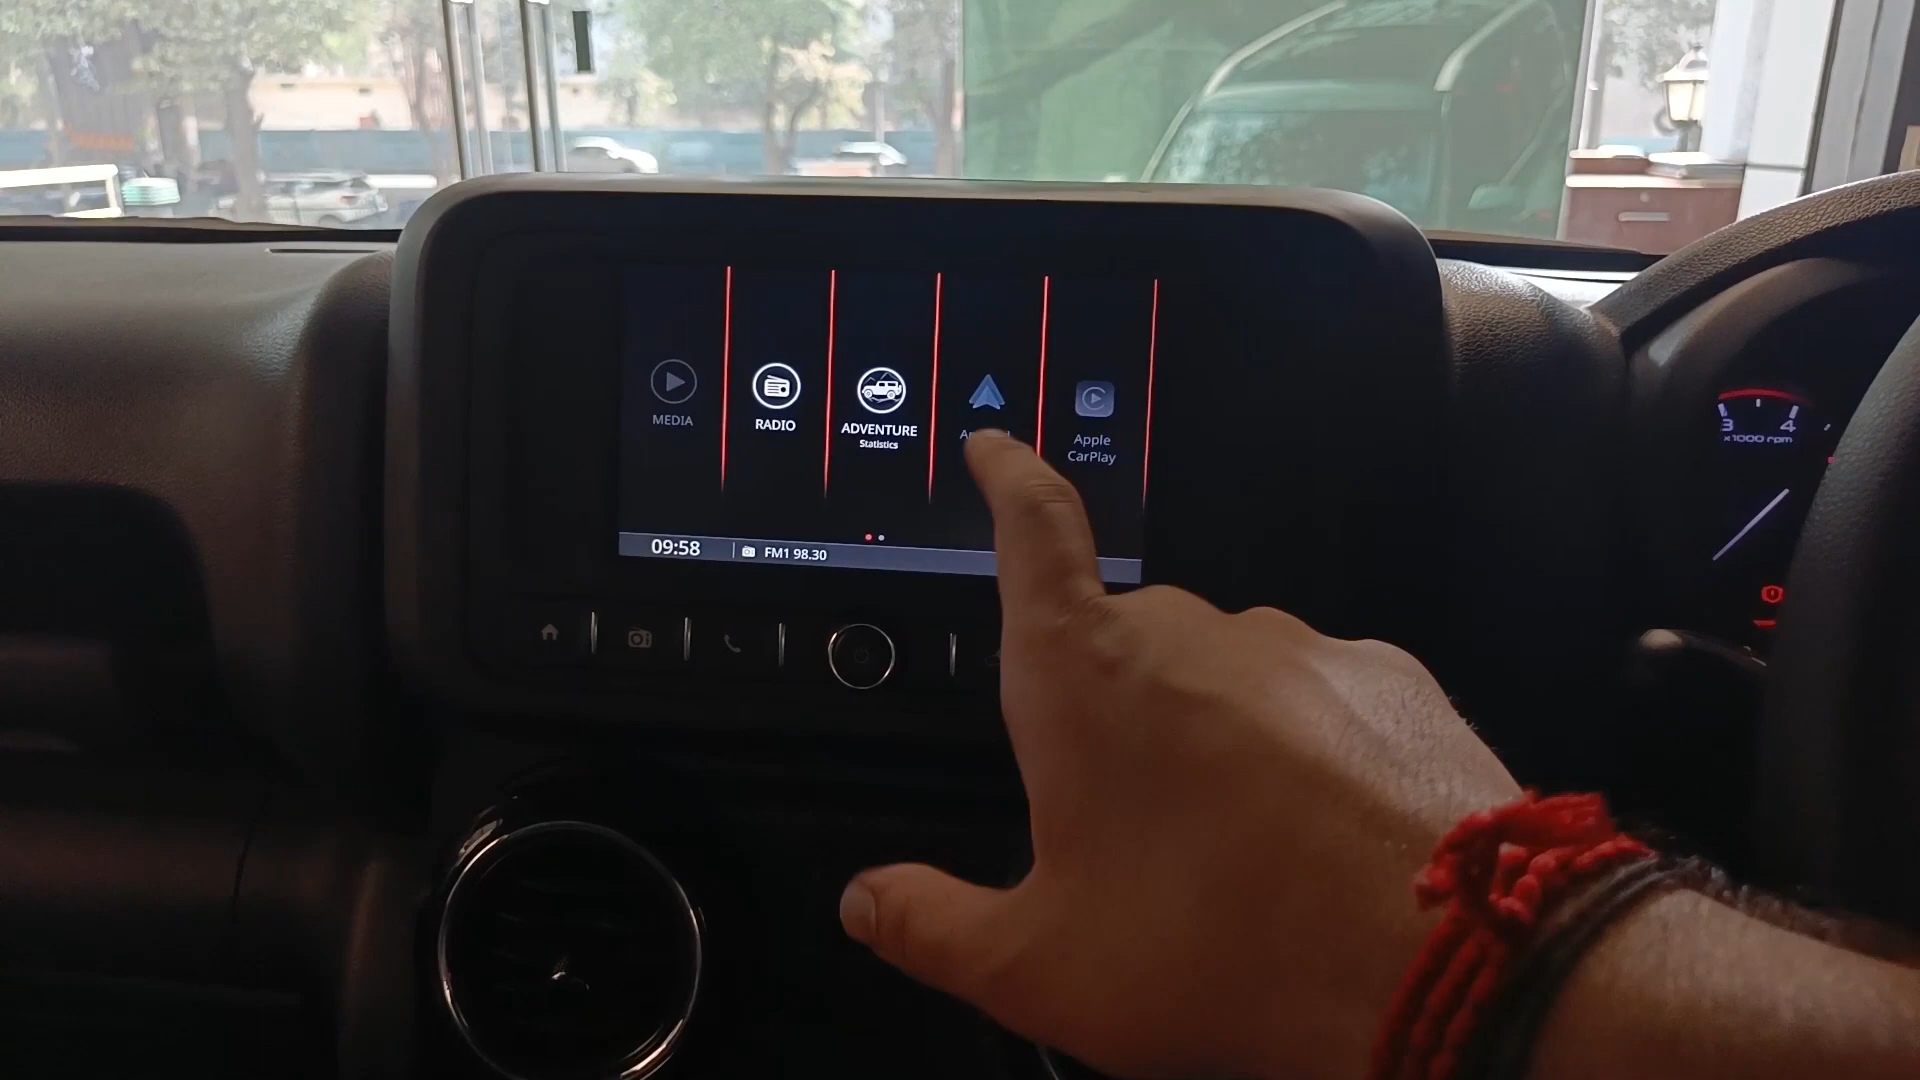 MEDIA
RADIO
ADVENTURE
Statistics
Apple
CarPlay
09:58
FM1 98.30
3 4
x1000 rpm